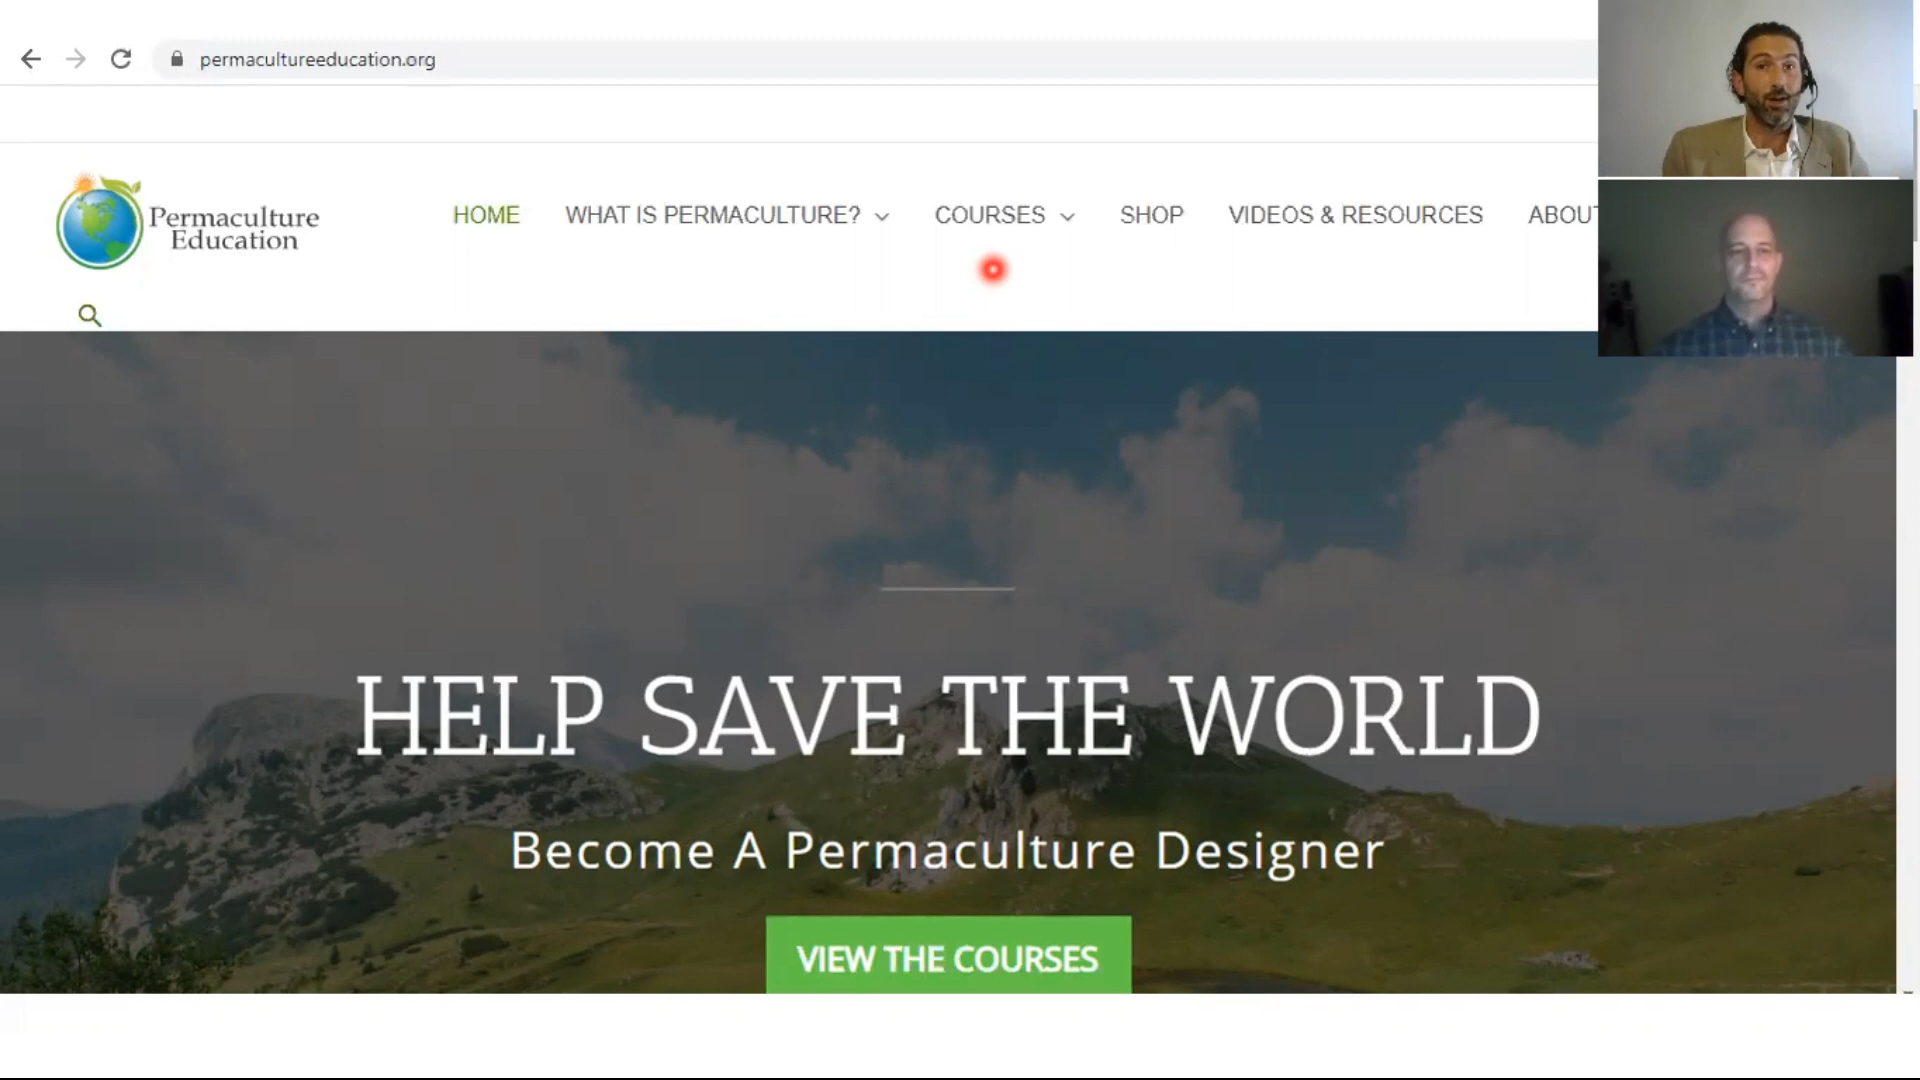 permacultureeducation.org
Permaculture
Education
HOME WHAT IS PERMACULTURE? COURSES SHOP VIDEOS & RESOURCES ABOUT
HELP SAVE THE WORLD
Become A Permaculture Designer
VIEW THE COURSES